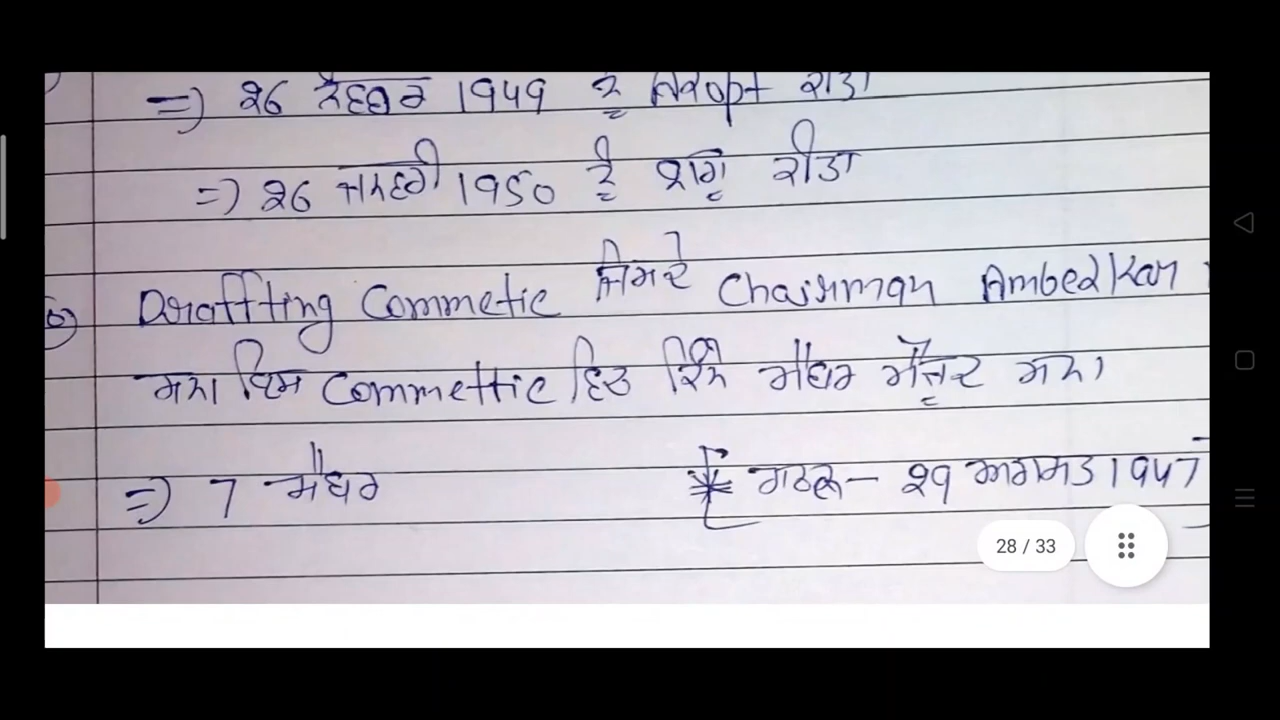 =) 26 ਨਵੰਬਰ 1949 ਨੂੰ Adopt ਕੀਤਾ
=) 26 ਜਨਵਰੀ 1950 ਨੂੰ ਲਾਗੂ ਕੀਤਾ
Draffting Commetie ਜਿਸਦੇ Chairman Ambedkar
ਸਨ। ਇਸ Commettie ਵਿਚ ਕਿੰਨੇ ਮੈਂਬਰ ਮੌਜੂਦ ਸਨ।
=) 7 ਮੈਂਬਰ
* ਗਠਨ - 29 ਅਗਸਤ 1947
28 / 33